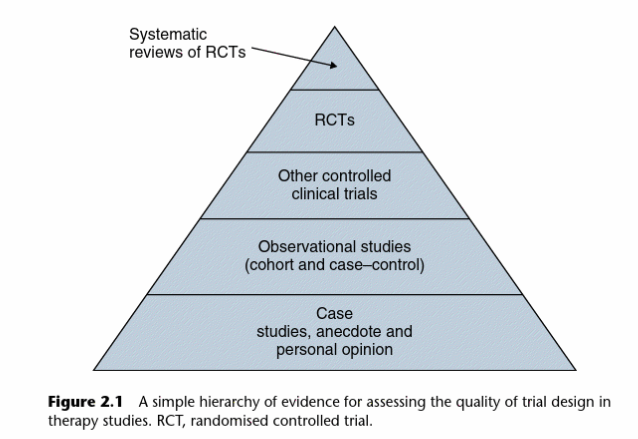 Systematic
reviews of RCTs
RCTs
Other controlled
clinical trials
Observational studies
(cohort and case–control)
Case
studies, anecdote and
personal opinion
Figure 2.1 A simple hierarchy of evidence for assessing the quality of trial design in
therapy studies. RCT, randomised controlled trial.